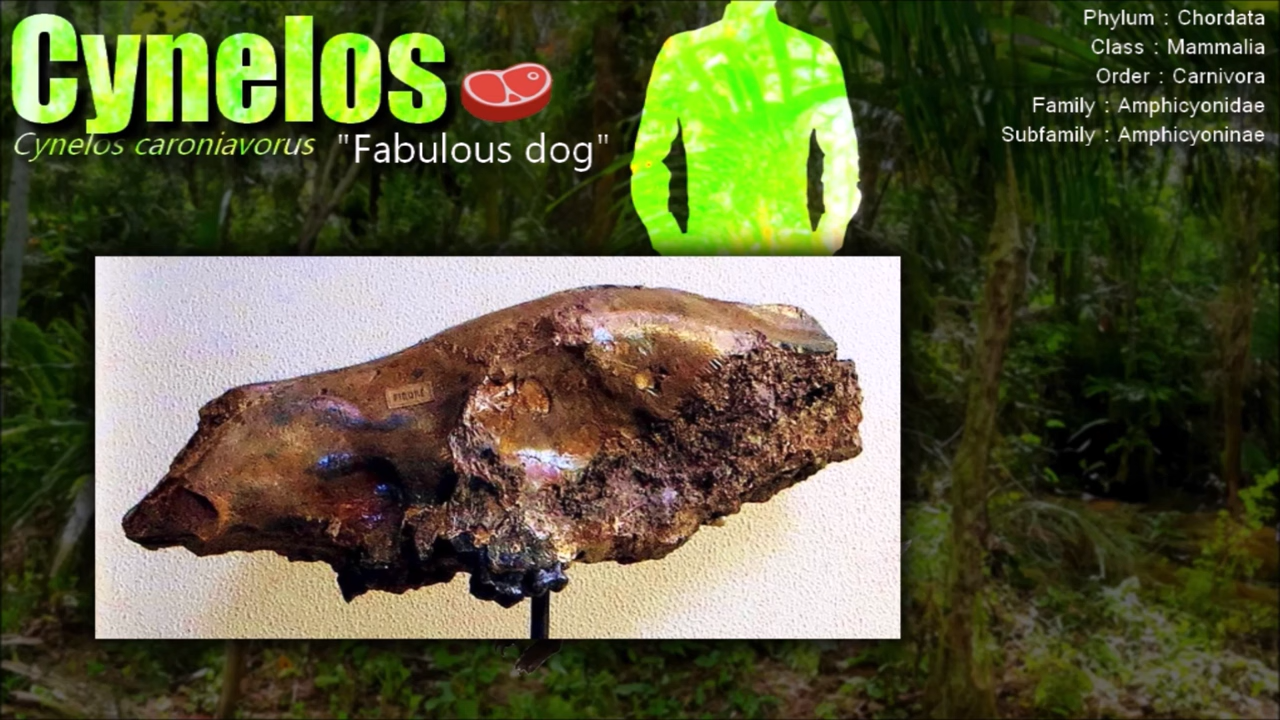 Cynelos
Cynelos caroniavorus "Fabulous dog"
Phylum : Chordata
Class : Mammalia
Order : Carnivora
Family : Amphicyonidae
Subfamily : Amphicyoninae